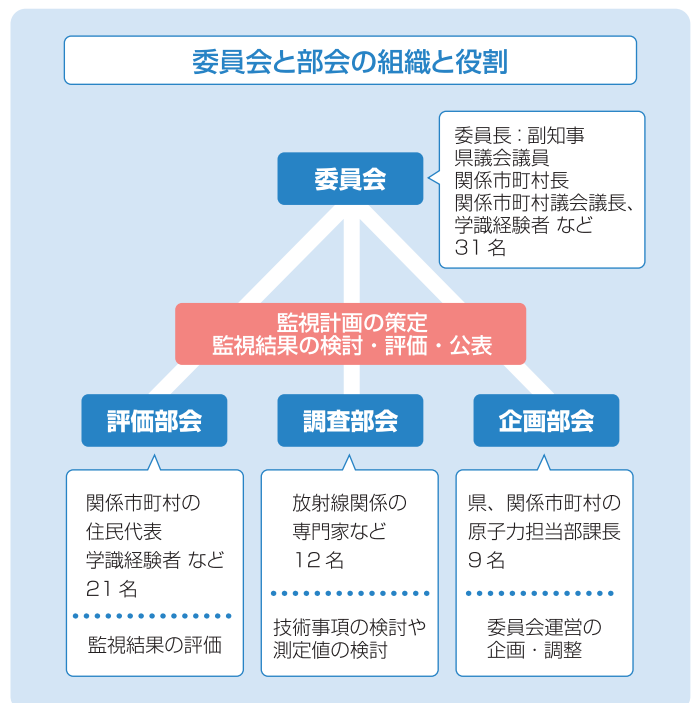 委員会と部会の組織と役割
委員会
委員長：副知事
県議会議員
関係市町村長
関係市町村議会議長、
学識経験者 など
31名
監視計画の策定
監視結果の検討・評価・公表
評価部会
関係市町村の
住民代表
学識経験者 など
21名
監視結果の評価
調査部会
放射線関係の
専門家など
12名
技術事項の検討や
測定値の検討
企画部会
県、関係市町村の
原子力担当部課長
9名
委員会運営の
企画・調整